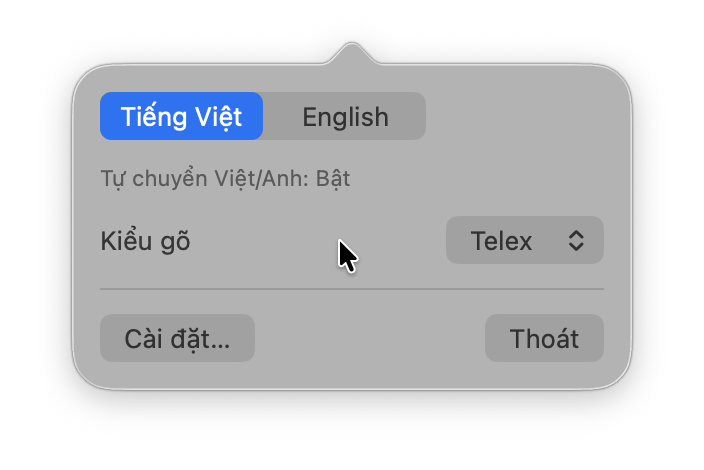 Tiếng Việt English
Tự chuyển Việt/Anh: Bật
Kiểu gõ Telex
Cài đặt... Thoát